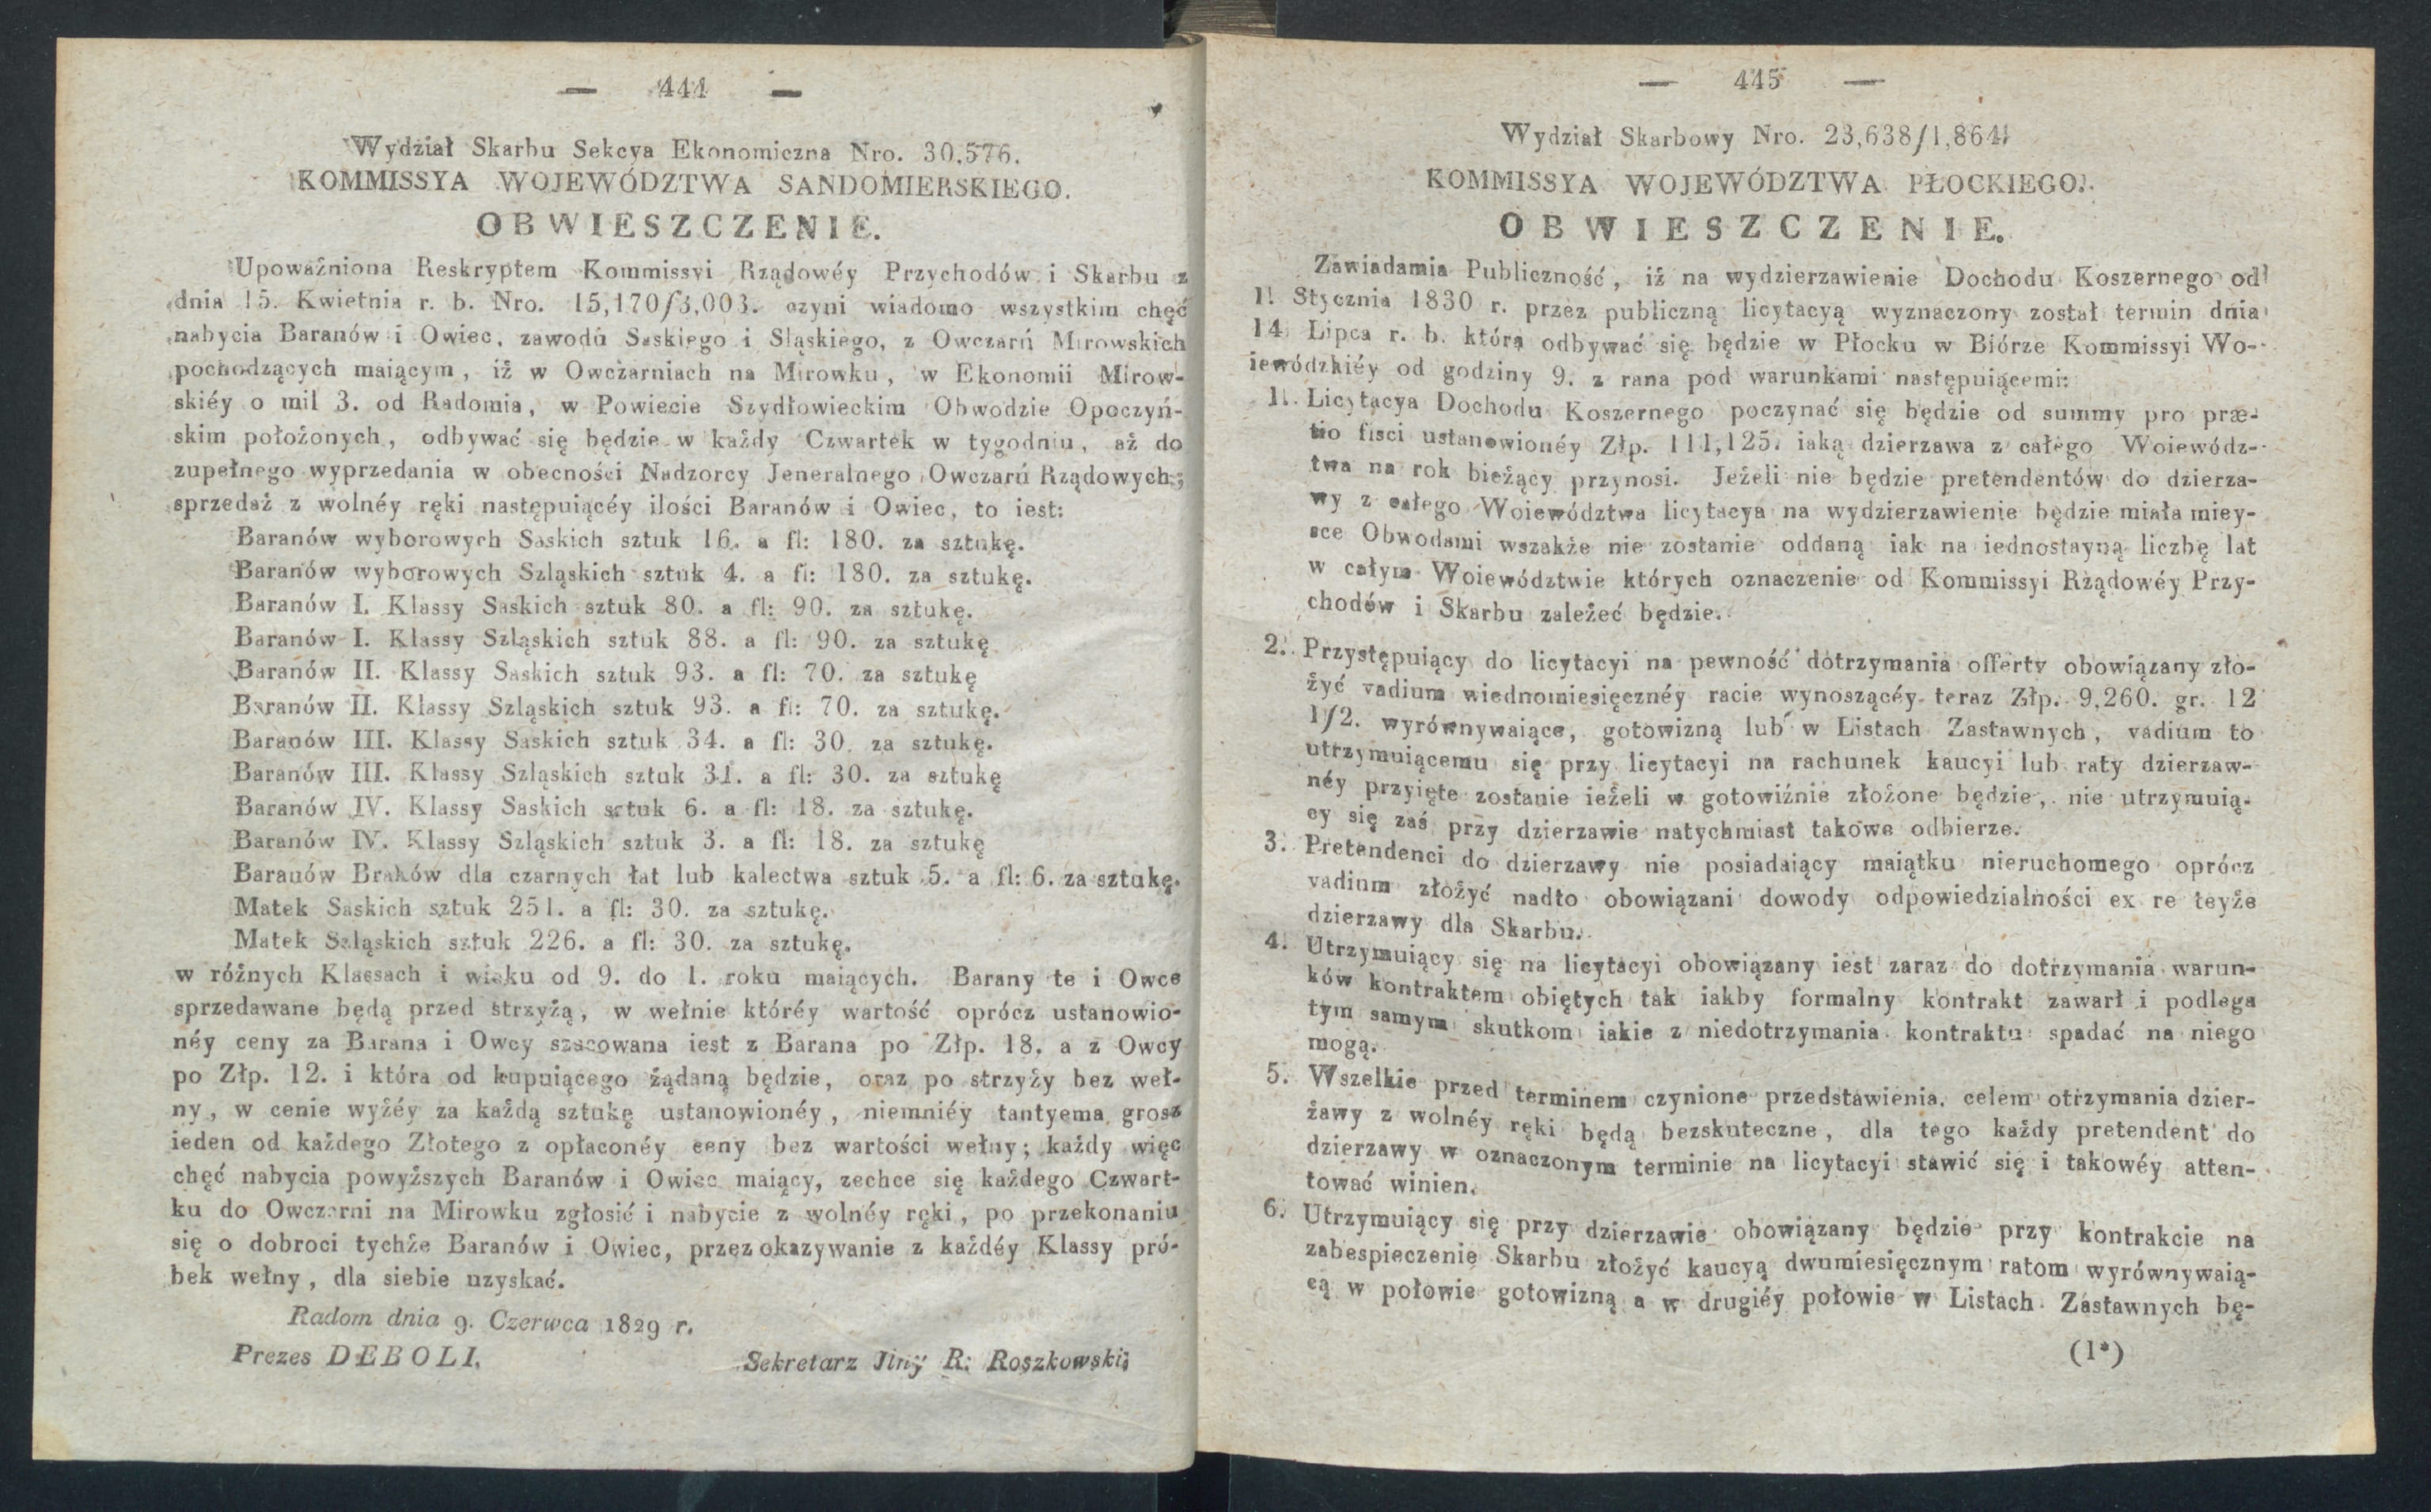 — 444 —
Wydział Skarbu Sekcya Ekonomiczna Nro. 30,576.
KOMMISSYA WOJEWÓDZTWA SANDOMIERSKIEGO.
OBWIESZCZENIE.
Upoważniona Reskryptem Kommissyi Rządowéy Przychodów i Skarbu z
dnia 15. Kwietnia r. b. Nro. 15,170/3,003. czyni wiadomo wszystkim chęć
nabycia Baranów i Owiec, zawodu Saskiego i Sląskiego, z Owczarń Mirowskich
pochodzących maiącym, iż w Owczarniach na Mirowku, w Ekonomii Mirow-
skiéy o mil 3. od Radomia, w Powiecie Szydłowieckim Obwodzie Opoczyń-
skim położonych, odbywać się będzie w każdy Czwartek w tygodniu, aż do
zupełnego wyprzedania w obecności Nadzorcy Jeneralnego Owczarń Rządowych;
sprzedaż z wolnéy ręki następuiącéy ilości Baranów i Owiec, to iest:
Baranów wyborowych Saskich sztuk 16. a fl: 180. za sztukę.
Baranów wyborowych Szląskich sztuk 4. a fl: 180. za sztukę.
Baranów I. Klassy Saskich sztuk 80. a fl: 90. za sztukę.
Baranów I. Klassy Szląskich sztuk 88. a fl: 90. za sztukę
Baranów II. Klassy Saskich sztuk 93. a fl: 70. za sztukę
Baranów II. Klassy Szląskich sztuk 93. a fl: 70. za sztukę.
Baranów III. Klassy Saskich sztuk 34. a fl: 30. za sztukę.
Baranów III. Klassy Szląskich sztuk 31. a fl: 30. za sztukę
Baranów IV. Klassy Saskich sztuk 6. a fl: 18. za sztukę.
Baranów IV. Klassy Szląskich sztuk 3. a fl: 18. za sztukę
Baranów Braków dla czarnych łat lub kalectwa sztuk 5. a fl: 6. za sztukę.
Matek Saskich sztuk 251. a fl: 30. za sztukę.
Matek Szląskich sztuk 226. a fl: 30. za sztukę.
w różnych Klassach i wieku od 9. do 1. roku maiących. Barany te i Owce
sprzedawane będą przed strzyżą, w wełnie któréy wartość oprócz ustanowio-
néy ceny za Barana i Owcy szacowana iest z Barana po Złp. 18. a z Owcy
po Złp. 12. i która od kupuiącego żądaną będzie, oraz po strzyży bez weł-
ny, w cenie wyżéy za każdą sztukę ustanowionéy, niemniéy tantyema grosz
ieden od każdego Złotego z opłaconéy ceny bez wartości wełny; każdy więc
chęć nabycia powyższych Baranów i Owiec maiący, zechce się każdego Czwart-
ku do Owczarni na Mirowku zgłosić i nabycie z wolnéy ręki, po przekonaniu
się o dobroci tychże Baranów i Owiec, przez okazywanie z każdéy Klassy pró-
bek wełny, dla siebie uzyskać.
Radom dnia 9. Czerwca 1829 r.
Prezes DEBOLI.
Sekretarz Jlny R. Roszkowski;
— 445 —
Wydział Skarbowy Nro. 23,638/1,864.
KOMMISSYA WOJEWÓDZTWA PŁOCKIEGO.
OBWIESZCZENIE.
Zawiadamia Publiczność, iż na wydzierzawienie Dochodu Koszernego od
1. Stycznia 1830 r. przez publiczną licytacyą wyznaczony został termin dnia
14 Lipca r. b. która odbywać się będzie w Płocku w Biórze Kommissyi Wo-
iewódzkiéy od godziny 9. z rana pod warunkami następuiącemi:
1. Licytacya Dochodu Koszernego poczynać się będzie od summy pro præ-
tio fisci ustanowionéy Złp. 111,125. iaką dzierzawa z całego Woiewódz-
twa na rok bieżący przynosi. Jeżeli nie będzie pretendentów do dzierza-
wy z całego Woiewództwa licytacya na wydzierzawienie będzie miała miey-
sce Obwodami wszakże nie zostanie oddaną iak na iednostayną liczbę lat
w całym Woiewództwie których oznaczenie od Kommissyi Rządowéy Przy-
chodów i Skarbu zależeć będzie.
2. Przystępuiący do licytacyi na pewność dotrzymania offerty obowiązany zło-
żyć vadium wiednomiesięcznéy racie wynoszącéy teraz Złp. 9,260. gr. 12
1/2. wyrównywaiące, gotowizną lub w Listach Zastawnych, vadium to
utrzymuiącemu się przy licytacyi na rachunek kaucyi lub raty dzierzaw-
néy przyięte zostanie ieżeli w gotowiźnie złożone będzie, nie utrzymuią-
cy się zaś przy dzierzawie natychmiast takowe odbierze.
3. Pretendenci do dzierzawy nie posiadaiący maiątku nieruchomego oprócz
vadium złożyć nadto obowiązani dowody odpowiedzialności ex re teyże
dzierzawy dla Skarbu.
4. Utrzymuiący się na licytacyi obowiązany iest zaraz do dotrzymania warun-
ków kontraktem obiętych tak iakby formalny kontrakt zawarł i podlega
tym samym skutkom iakie z niedotrzymania kontraktu spadać na niego
mogą.
5. Wszelkie przed terminem czynione przedstawienia, celem otrzymania dzier-
żawy z wolnéy ręki będą bezskuteczne, dla tego każdy pretendent do
dzierzawy w oznaczonym terminie na licytacyi stawić się i takowéy atten-
tować winien.
6. Utrzymuiący się przy dzierzawie obowiązany będzie przy kontrakcie na
zabespieczenie Skarbu złożyć kaucyą dwumiesięcznym ratom wyrównywaią-
cą w połowie gotowizną a w drugiéy połowie w Listach Zastawnych bę-
(1*)